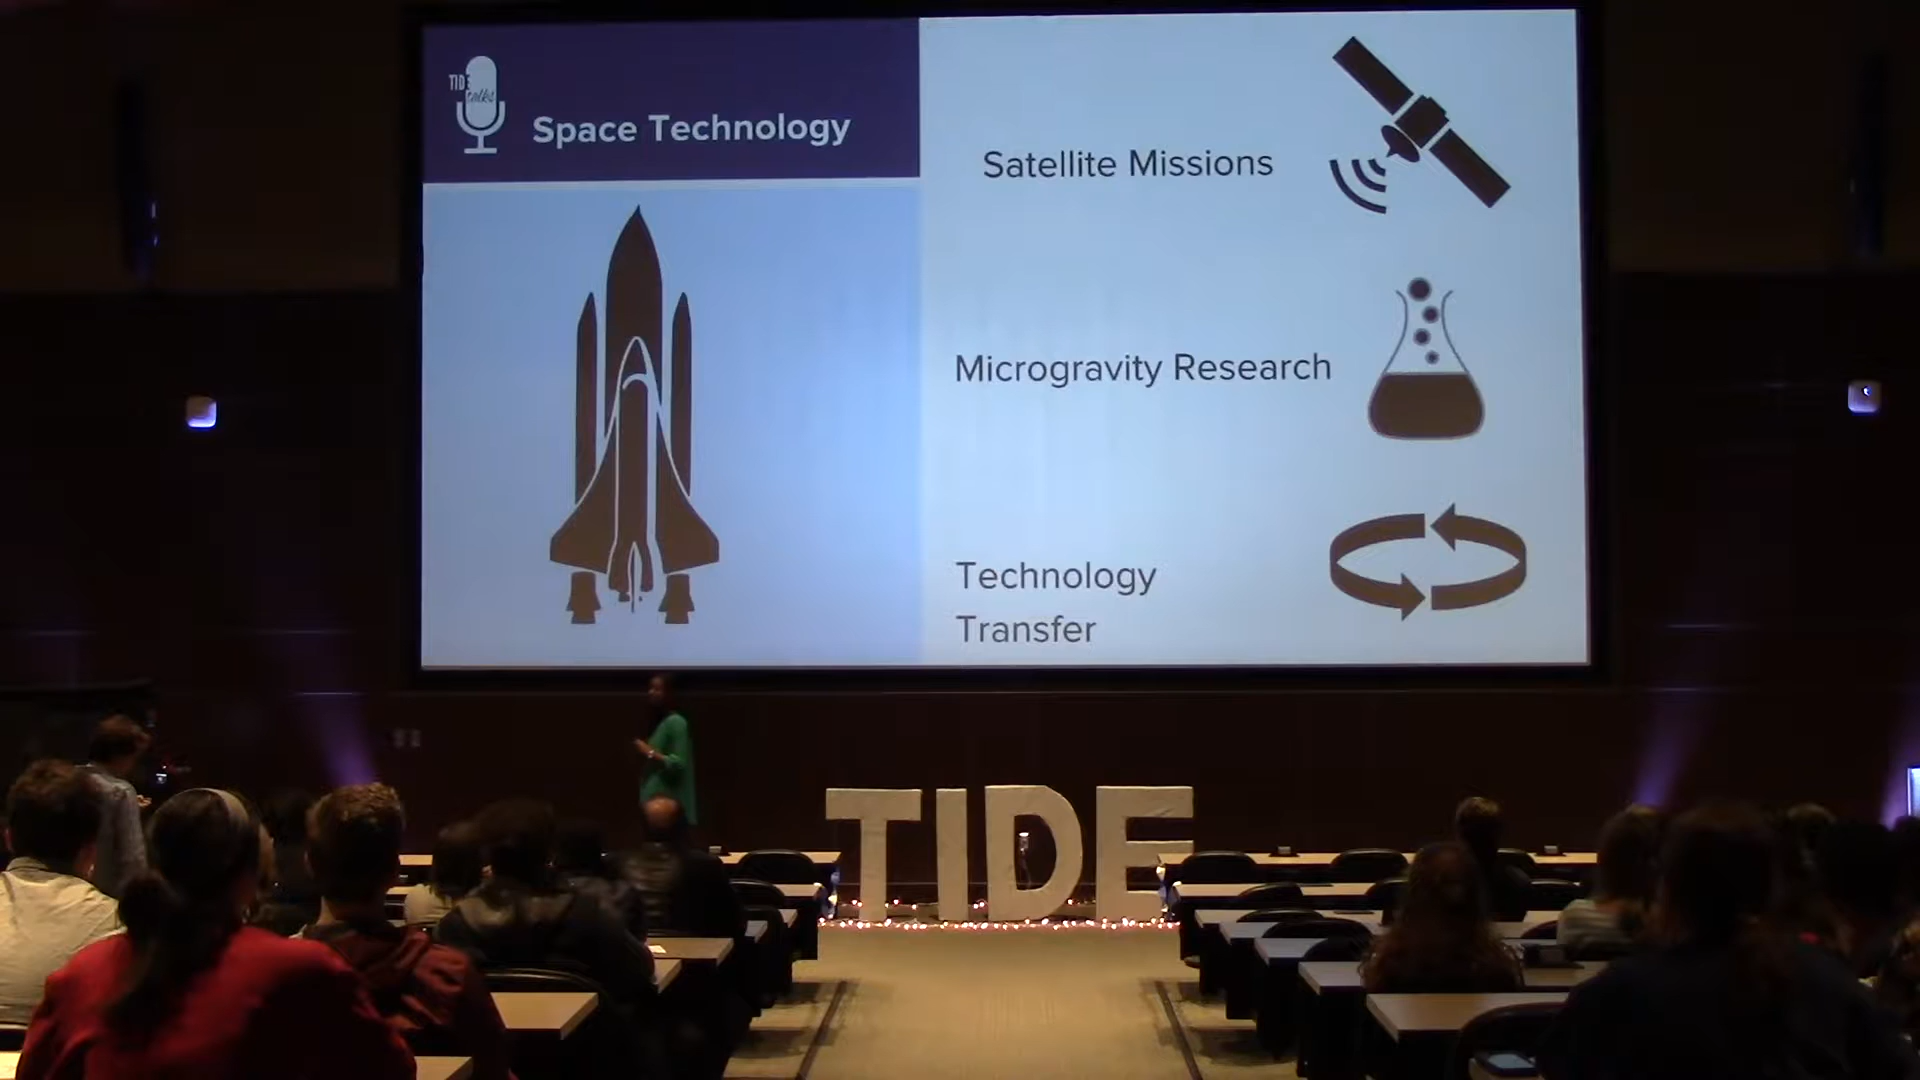 TIDE
talks
Space Technology
Satellite Missions
Microgravity Research
Technology
Transfer
TIDE